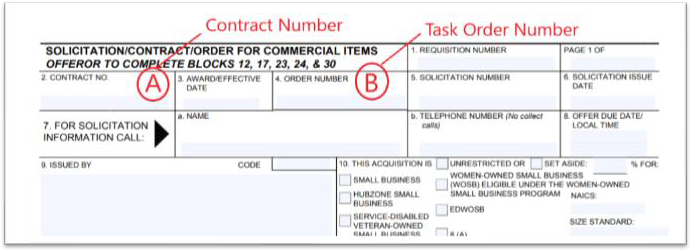 Contract Number
Task Order Number
SOLICITATION/CONTRACT/ORDER FOR COMMERCIAL ITEMS
OFFEROR TO COMPLETE BLOCKS 12, 17, 23, 24, & 30
1. REQUISITION NUMBER
PAGE 1 OF
2. CONTRACT NO.
A
3. AWARD/EFFECTIVE
DATE
4. ORDER NUMBER
B
5. SOLICITATION NUMBER
6. SOLICITATION ISSUE
DATE
7. FOR SOLICITATION
INFORMATION CALL:
a. NAME
b. TELEPHONE NUMBER (No collect
calls)
8. OFFER DUE DATE/
LOCAL TIME
9. ISSUED BY
CODE
10. THIS ACQUISITION IS
UNRESTRICTED OR
SET ASIDE:
% FOR:
SMALL BUSINESS
HUBZONE SMALL
BUSINESS
SERVICE-DISABLED
VETERAN-OWNED
SMALL BUSINESS
WOMEN-OWNED SMALL BUSINESS
(WOSB) ELIGIBLE UNDER THE WOMEN-OWNED
SMALL BUSINESS PROGRAM
NAICS:
EDWOSB
8 (A)
SIZE STANDARD: